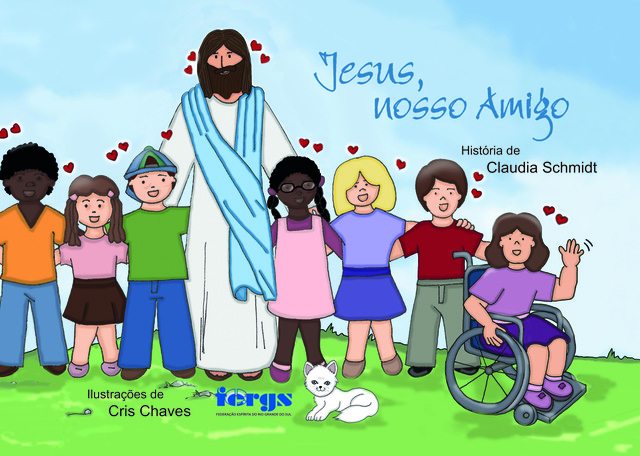 Jesus,
nosso Amigo
História de
Claudia Schmidt
Ilustrações de
Cris Chaves
fergs
FEDERAÇÃO ESPÍRITA DO RIO GRANDE DO SUL